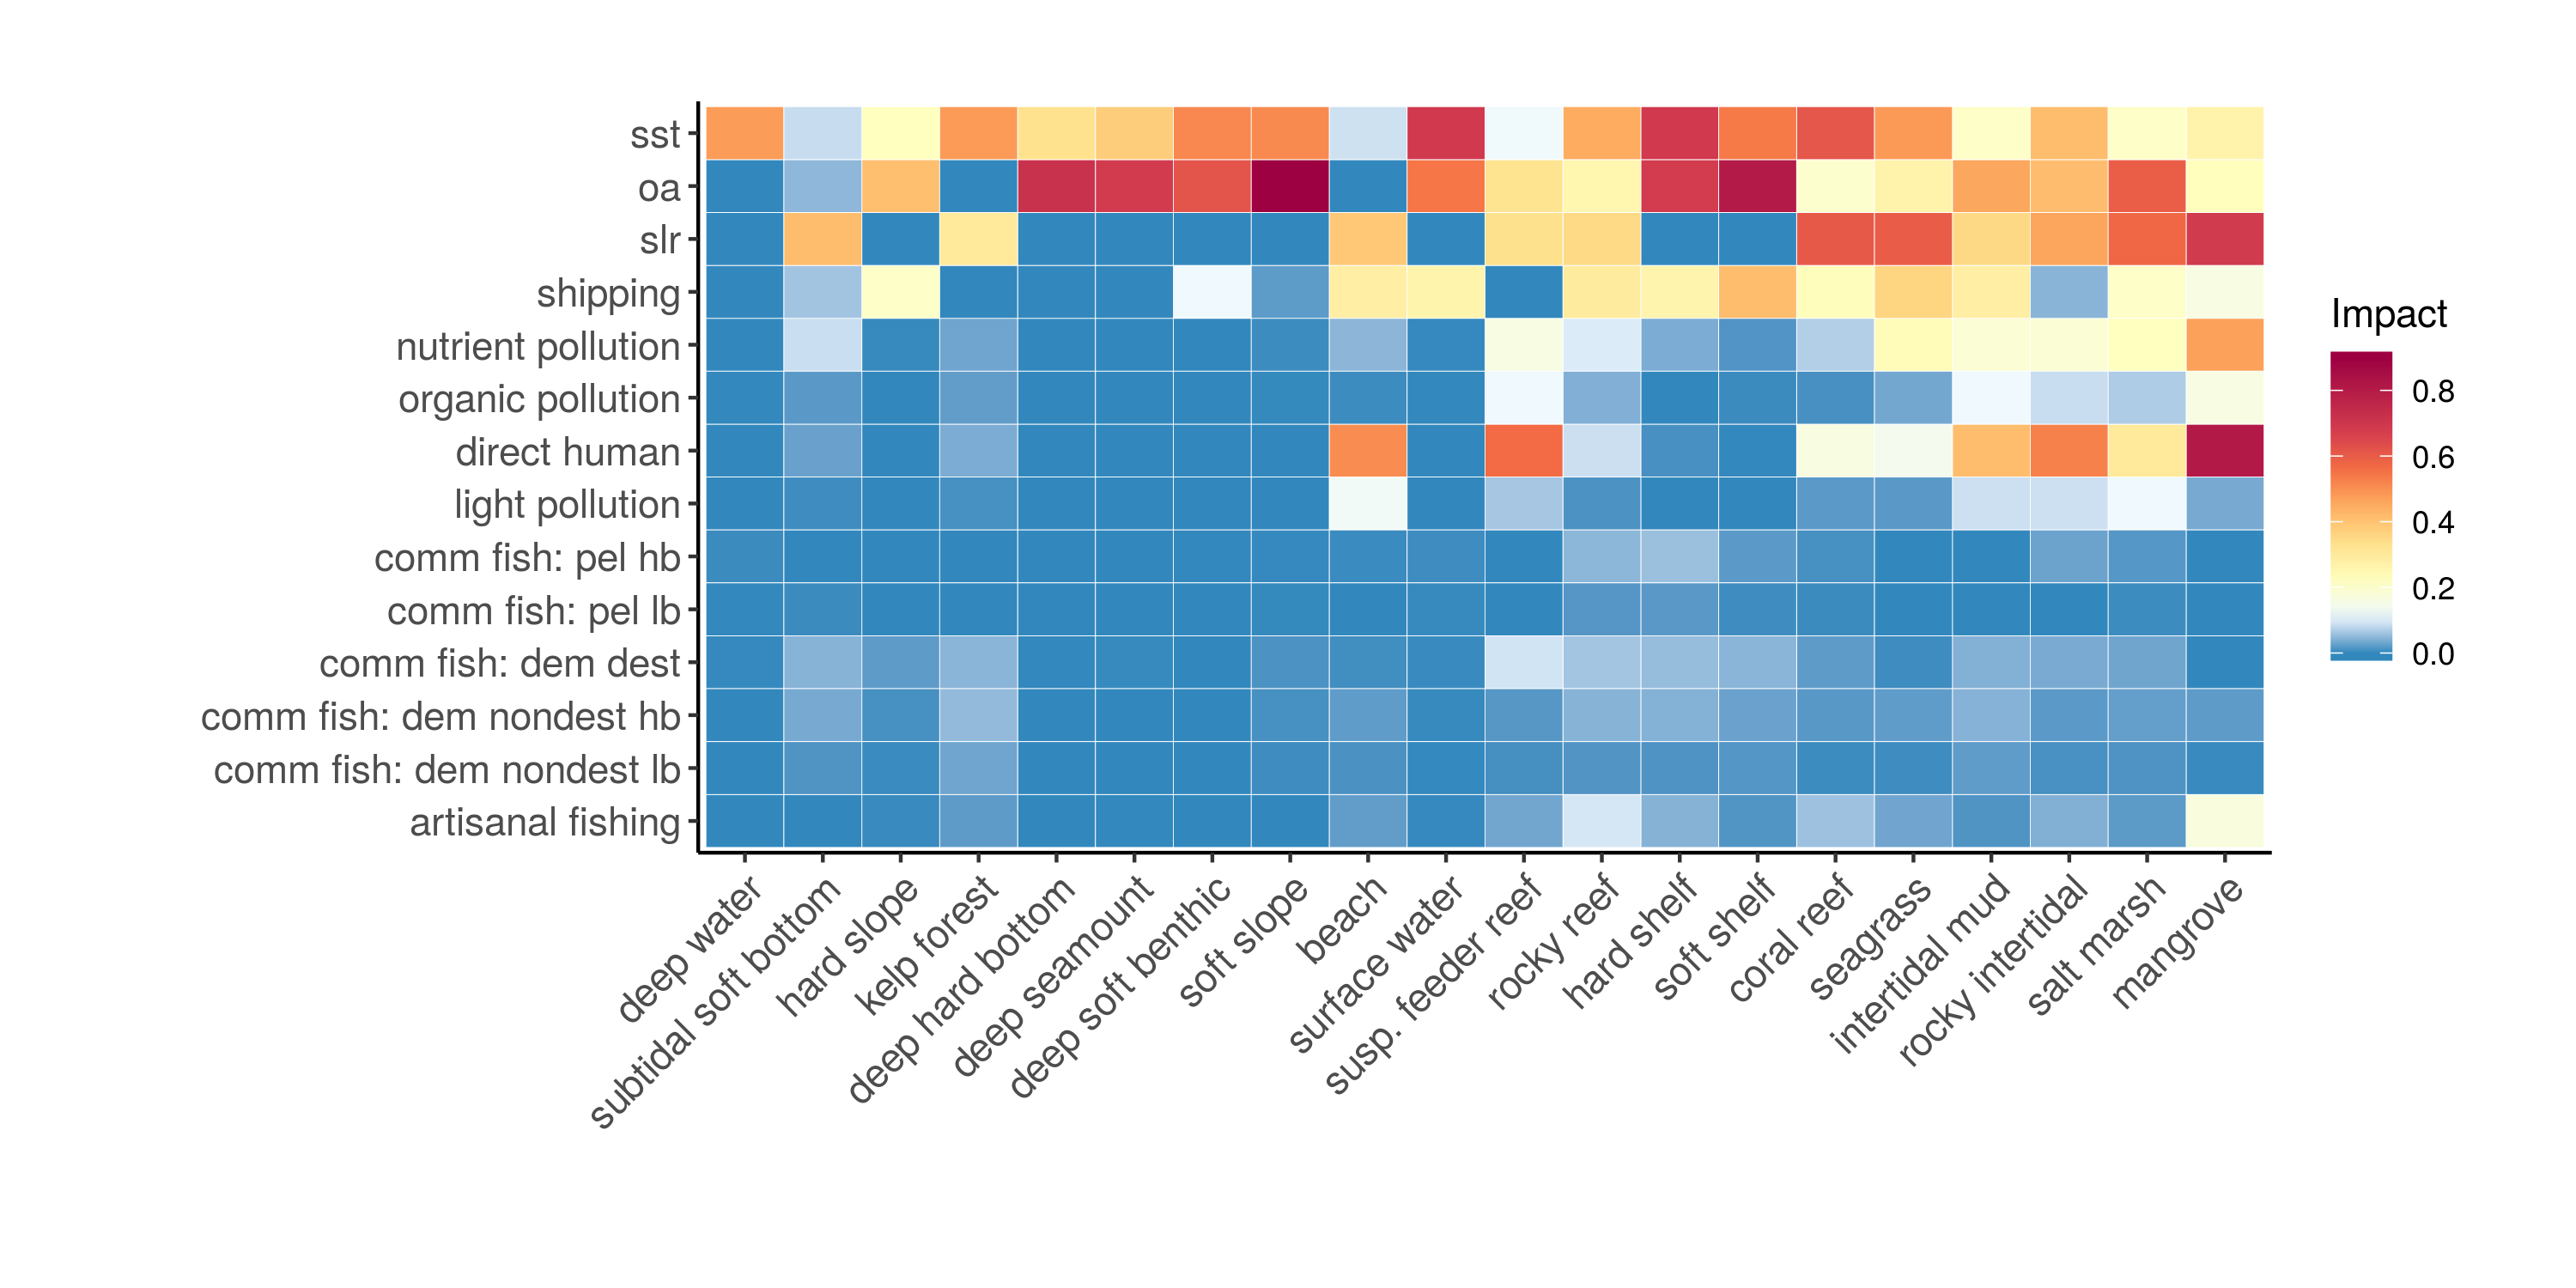 sst
oa
slr
shipping
nutrient pollution
organic pollution
direct human
light pollution
comm fish: pel hb
comm fish: pel lb
comm fish: dem dest
comm fish: dem nondest hb
comm fish: dem nondest lb
artisanal fishing
deep water
subtidal soft bottom
hard slope
kelp forest
deep hard bottom
deep seamount
deep soft benthic
soft slope
beach
surface water
susp. feeder reef
rocky reef
hard shelf
soft shelf
coral reef
seagrass
intertidal mud
rocky intertidal
salt marsh
mangrove
Impact
0.8
0.6
0.4
0.2
0.0